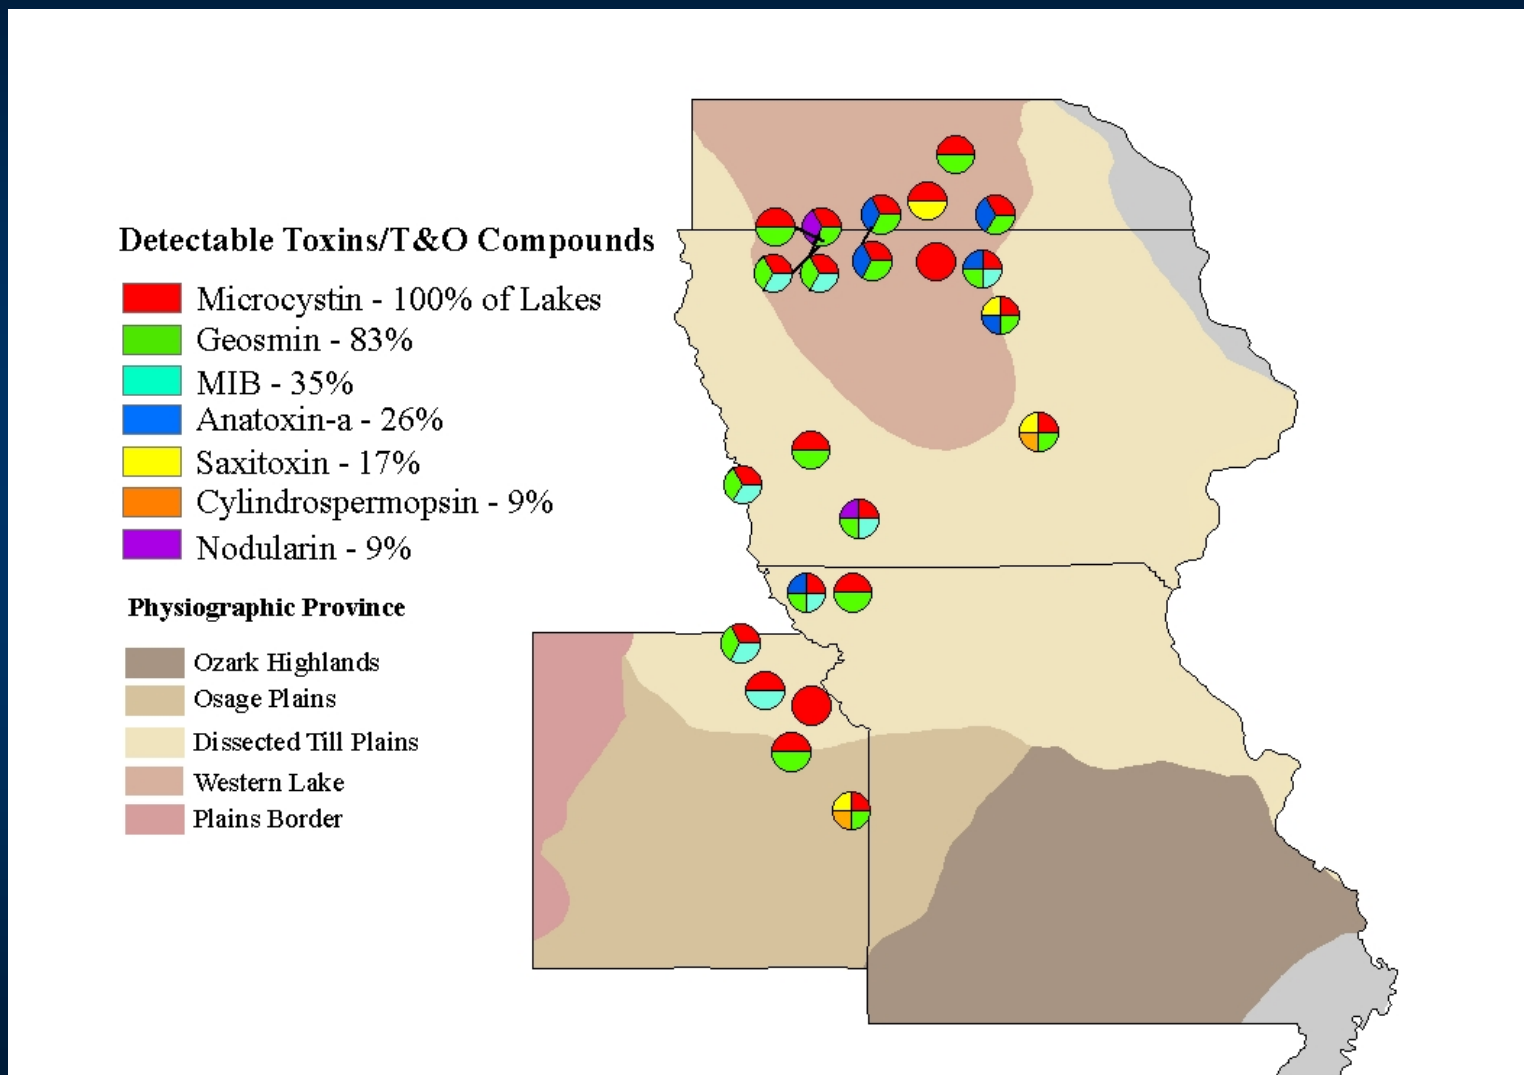 Detectable Toxins/T&O Compounds
Microcystin - 100% of Lakes
Geosmin - 83%
MIB - 35%
Anatoxin-a - 26%
Saxitoxin - 17%
Cylindrospermopsin - 9%
Nodularin - 9%
Physiographic Province
Ozark Highlands
Osage Plains
Dissected Till Plains
Western Lake
Plains Border